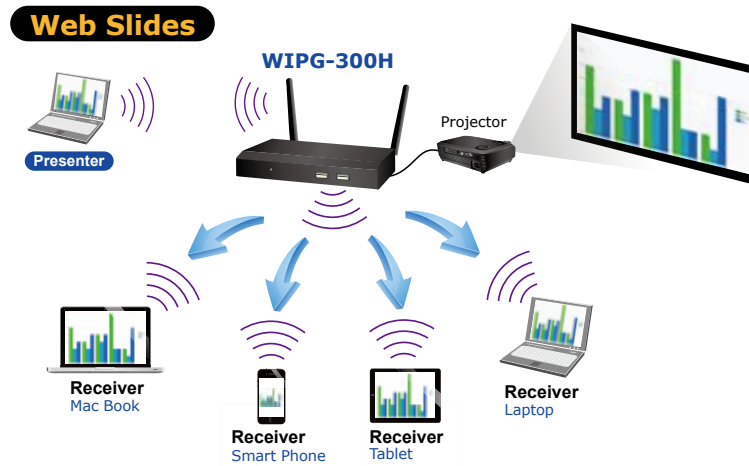 Web Slides
WIPG-300H
Projector
Presenter
Receiver
Mac Book
Receiver
Smart Phone
Receiver
Tablet
Receiver
Laptop